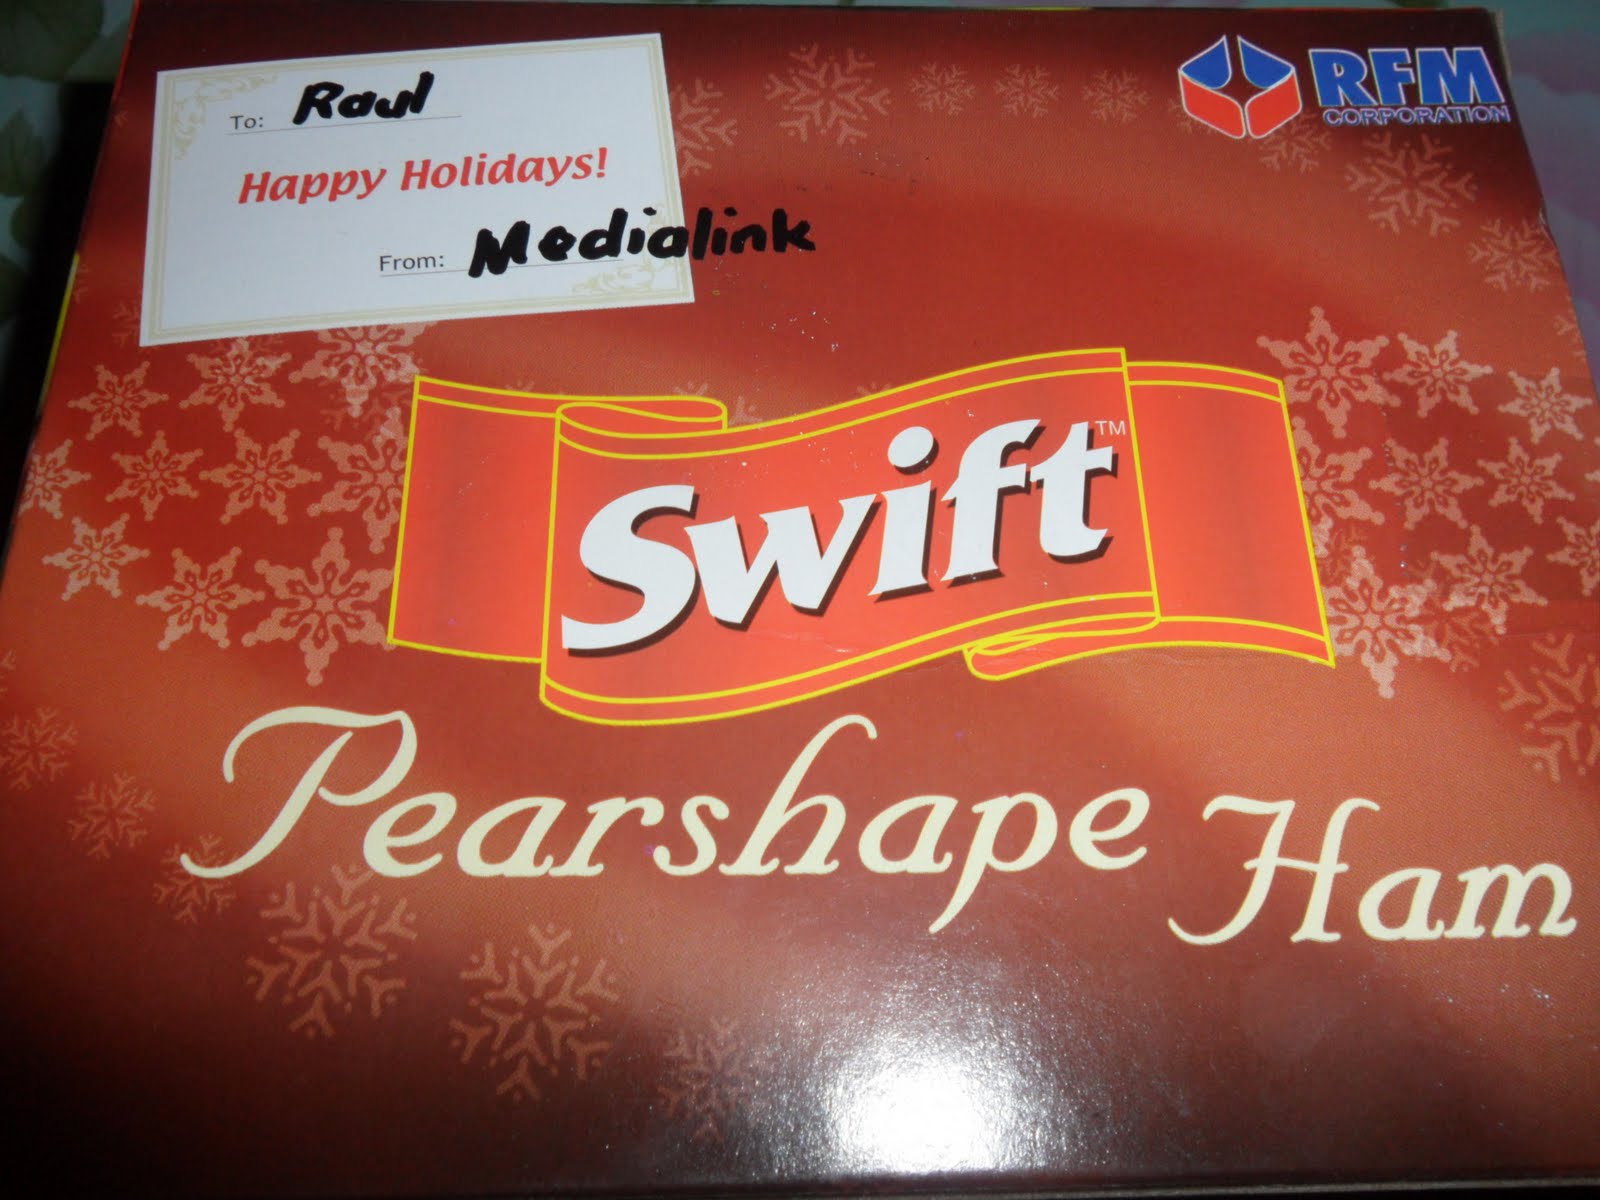 To: Raul
Happy Holidays!
From: Medialink
RFM
CORPORATION
Swift™
Pearshape Ham